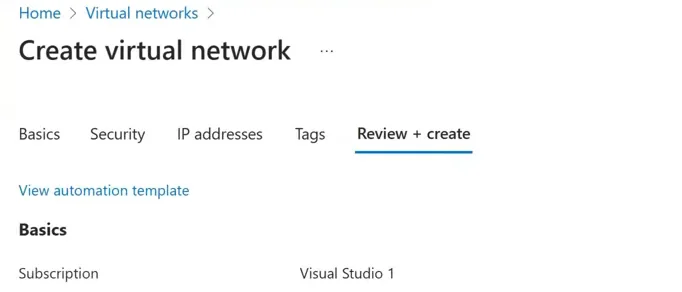 Home > Virtual networks >
Create virtual network ...
Basics Security IP addresses Tags Review + create
View automation template
Basics
Subscription Visual Studio 1